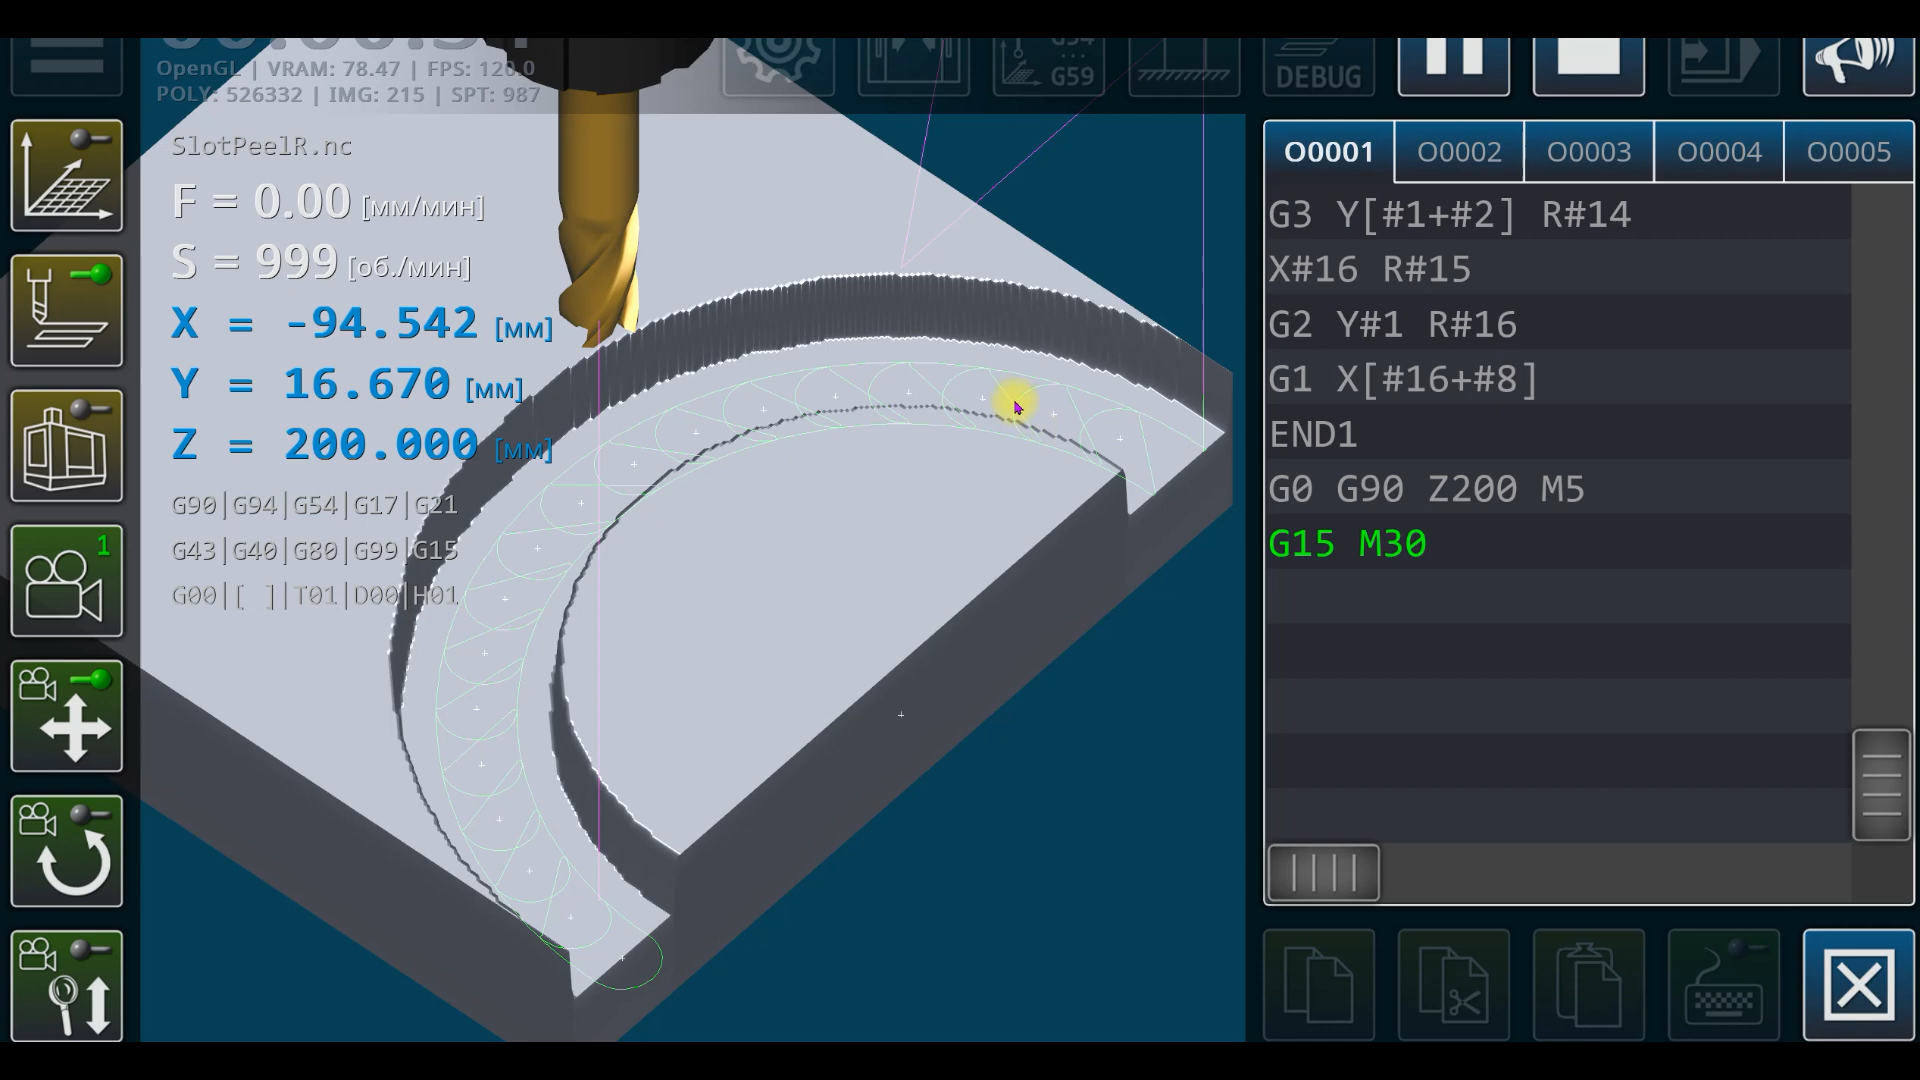 OpenGL | VRAM: 78.47 | FPS: 120.0
POLY: 526332 | IMG: 215 | SPT: 987
SlotPeelR.nc
F = 0.00 [мм/мин]
S = 999 [об./мин]
X = -94.542 [мм]
Y = 16.670 [мм]
Z = 200.000 [мм]
G90|G94|G54|G17|G21
G43|G40|G80|G99|G15
G00|[ ]|T01|D00|H01
1
G54
...
G59
DEBUG
O0001 O0002 O0003 O0004 O0005
G3 Y[#1+#2] R#14
X#16 R#15
G2 Y#1 R#16
G1 X[#16+#8]
END1
G0 G90 Z200 M5
G15 M30